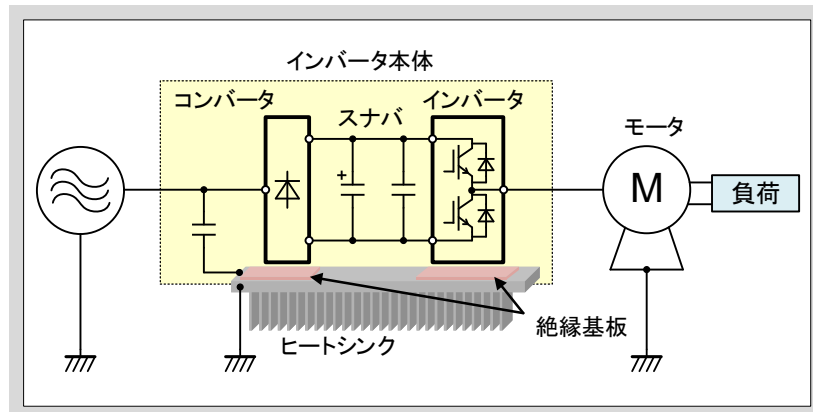 インバータ本体
コンバータ
スナバ
インバータ
モータ
+
M
負荷
絶縁基板
ヒートシンク